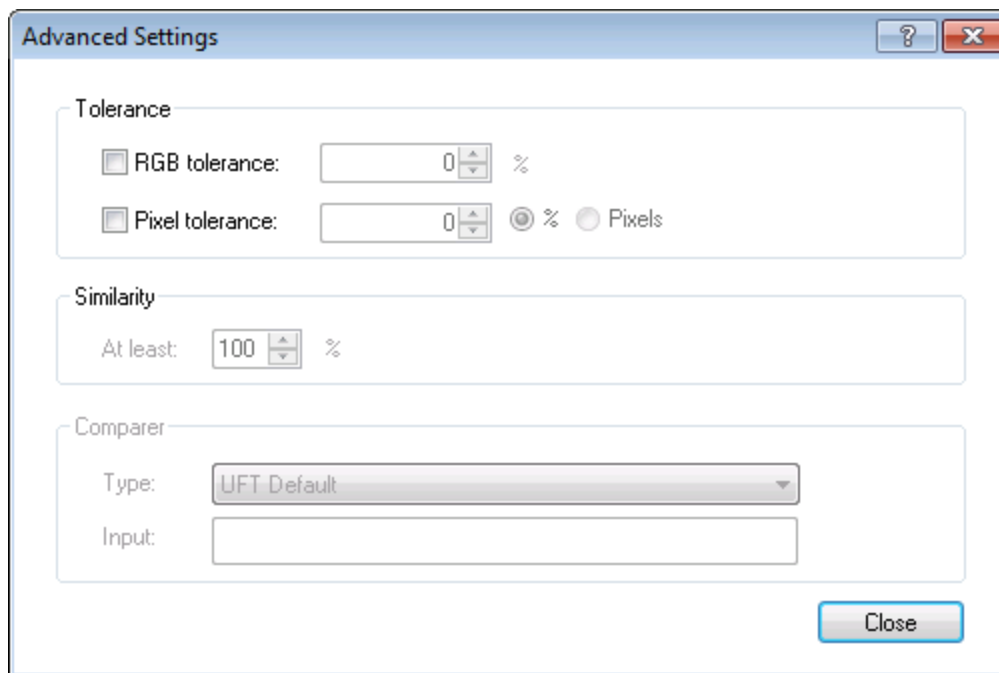 Advanced Settings ?
Tolerance
RGB tolerance: 0 %
Pixel tolerance: 0 % Pixels
Similarity
At least: 100 %
Comparer
Type: UFT Default
Input:
Close